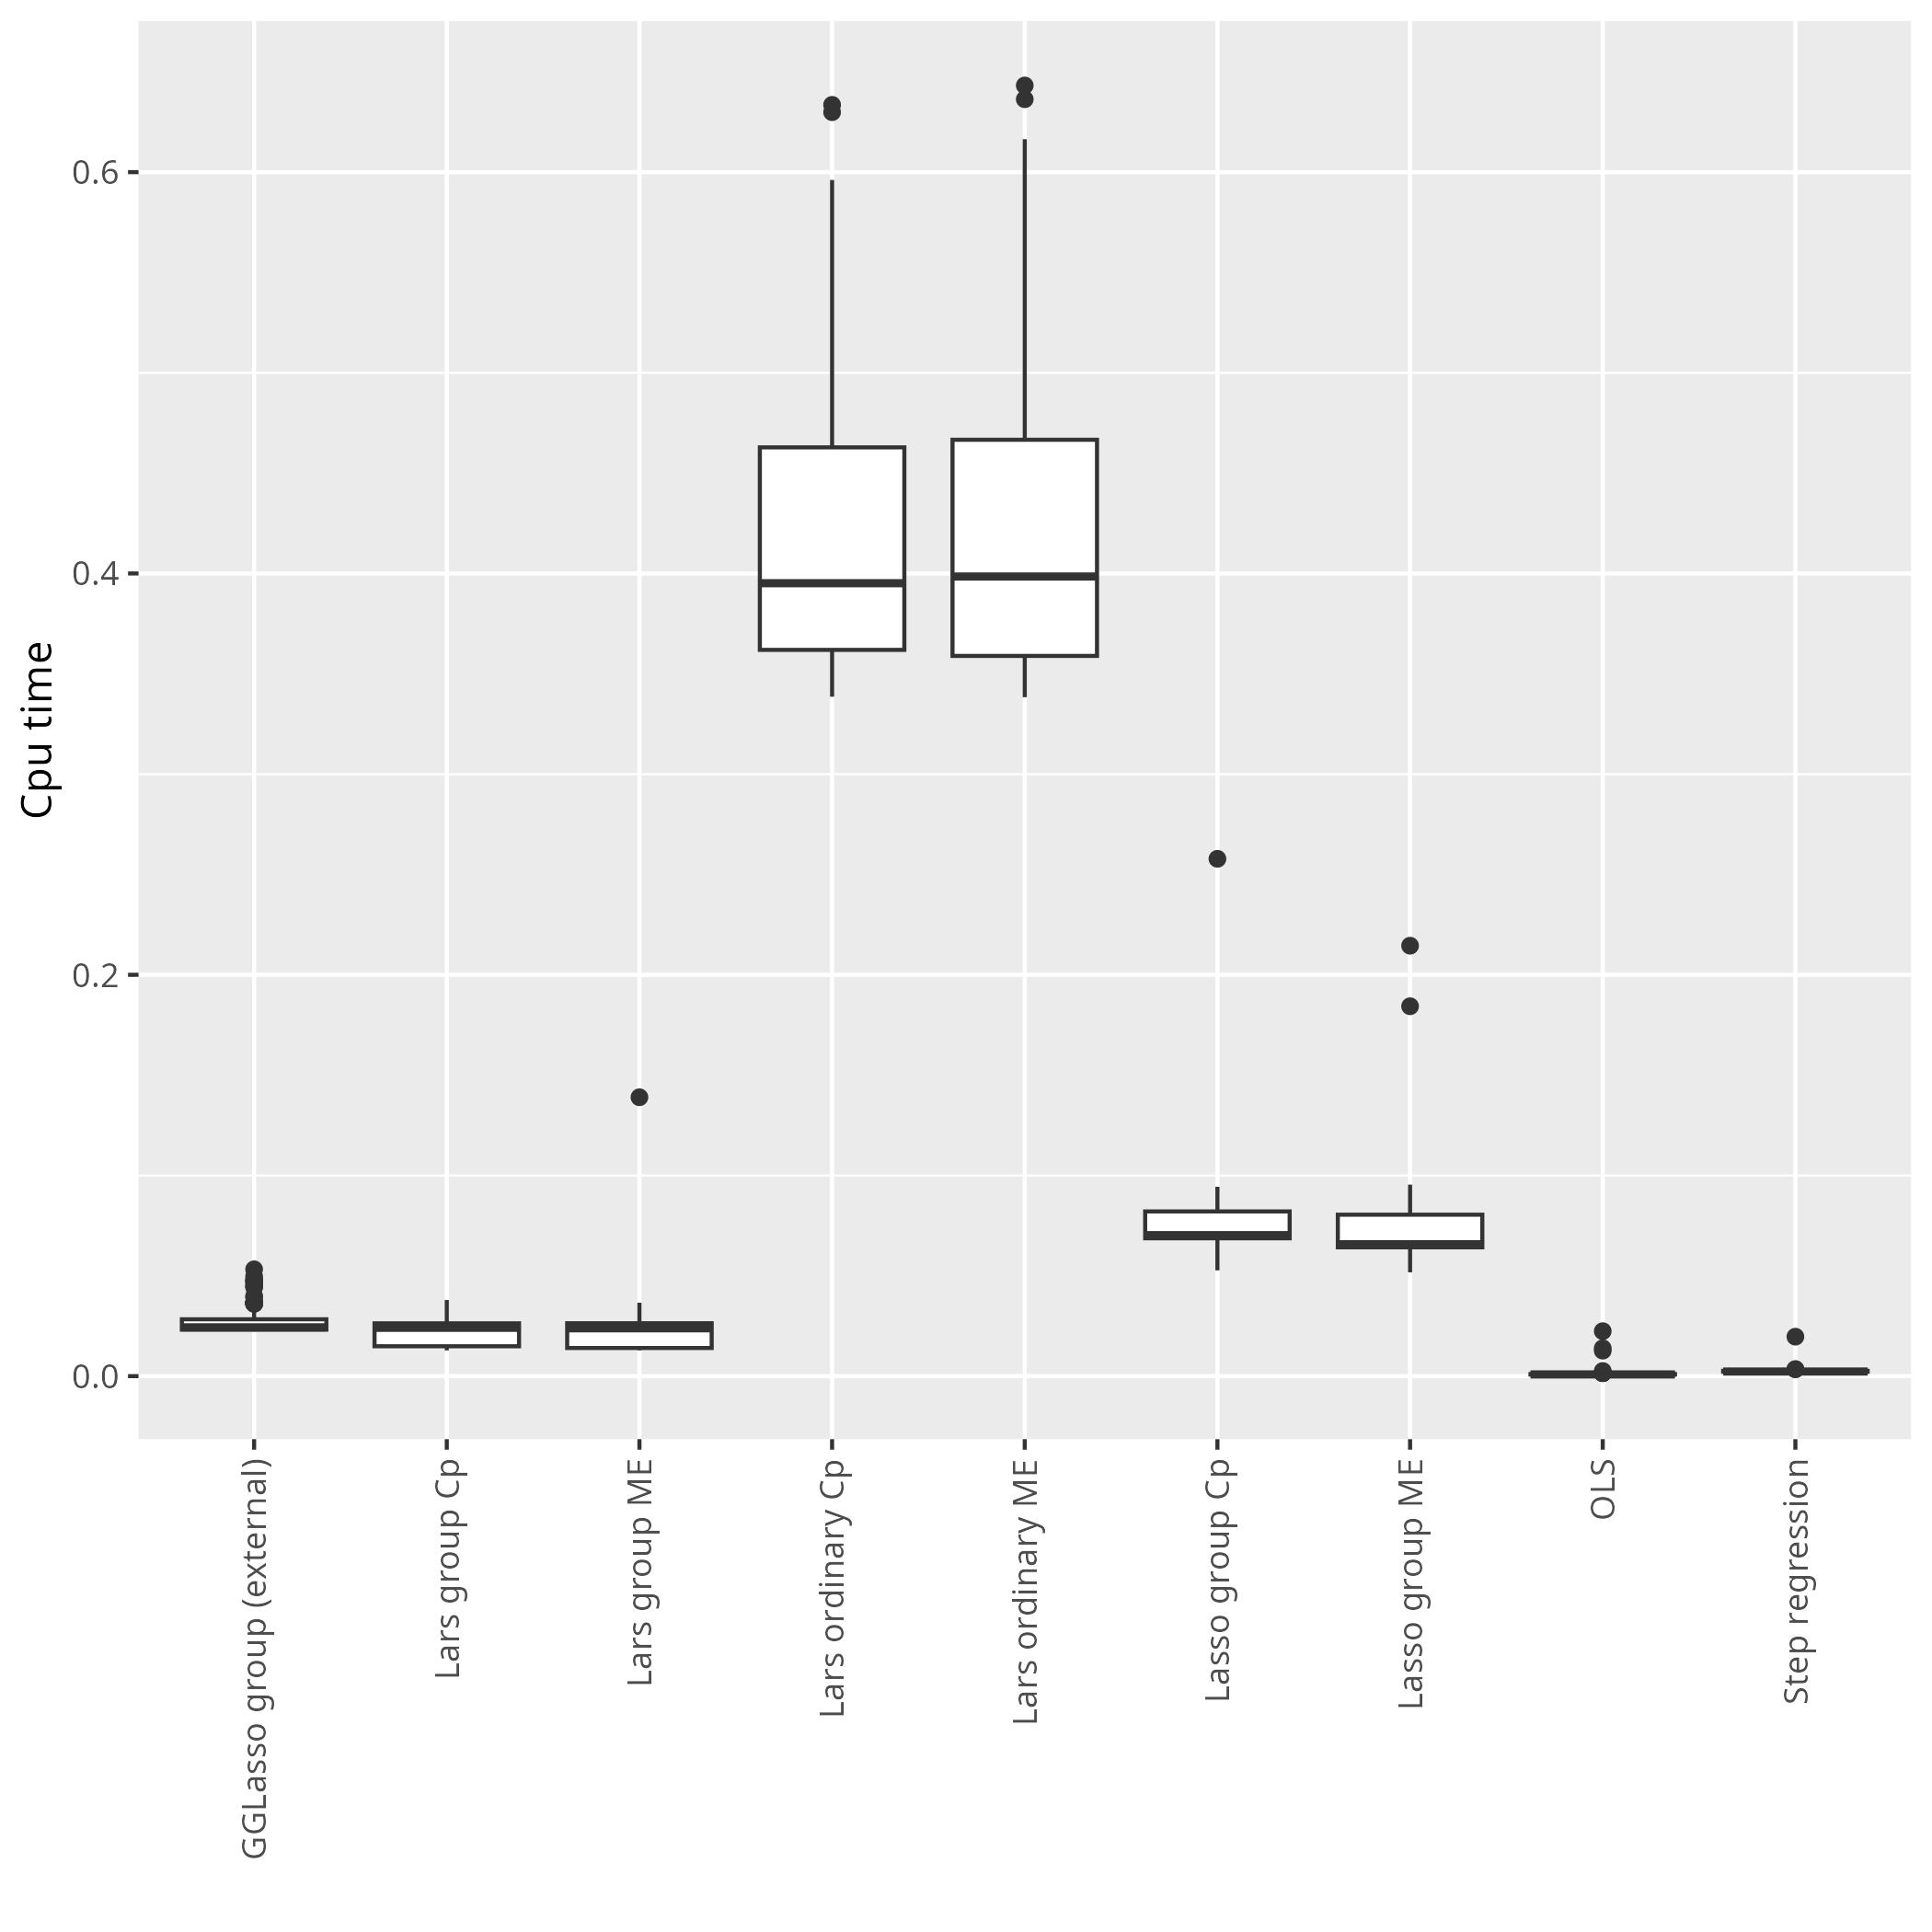 Cpu time
0.6
0.4
0.2
0.0
GGLasso group (external)
Lars group Cp
Lars group ME
Lars ordinary Cp
Lars ordinary ME
Lasso group Cp
Lasso group ME
OLS
Step regression